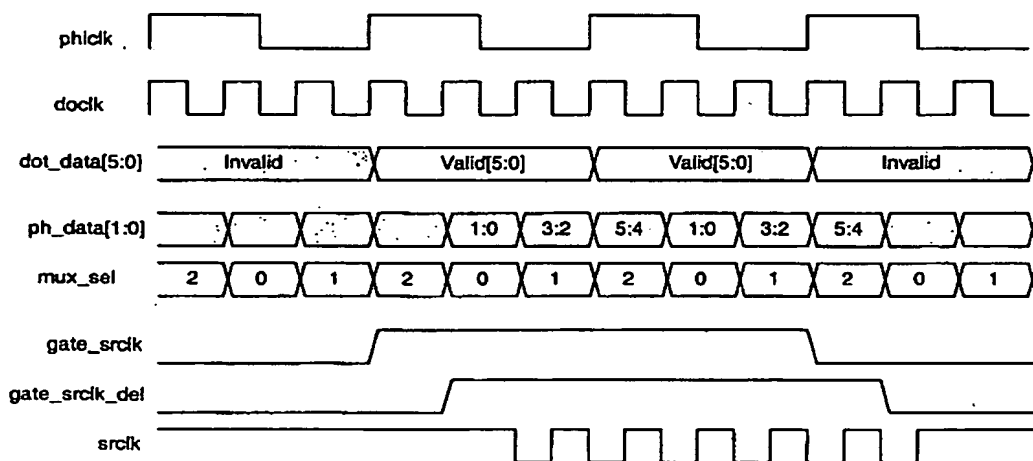 phlclk
doclk
dot_data[5:0] Invalid Valid[5:0] Valid[5:0] Invalid
ph_data[1:0] 1:0 3:2 5:4 1:0 3:2 5:4
mux_sel 2 0 1 2 0 1 2 0 1 2 0 1
gate_srclk
gate_srclk_del
srclk